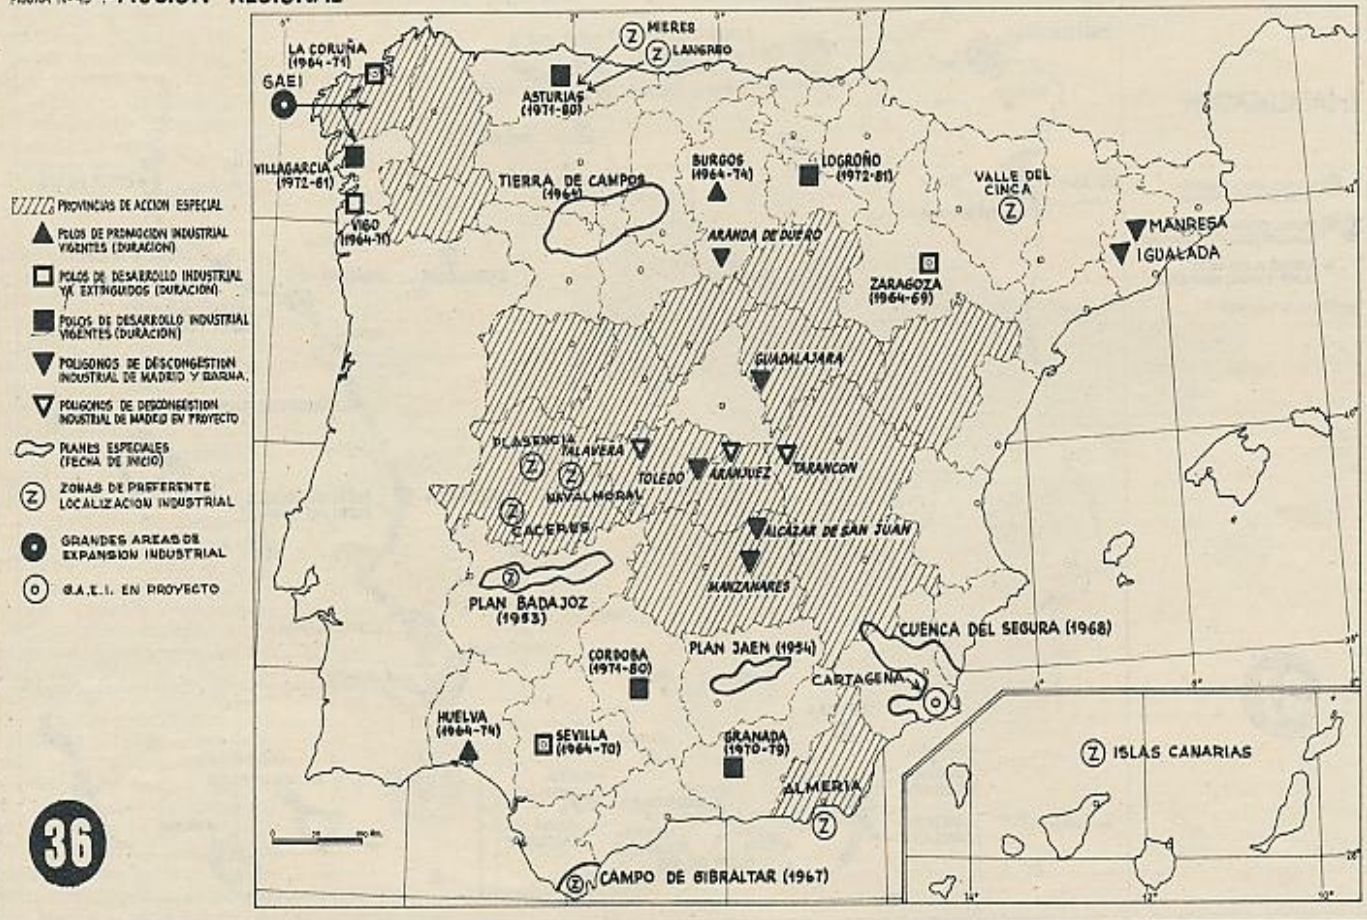 ACCION REGIONAL
PROVINCIAS DE ACCION ESPECIAL
POLOS DE PROMOCION INDUSTRIAL
VIGENTES (DURACION)
POLOS DE DESARROLLO INDUSTRIAL
YA EXTINGUIDOS (DURACION)
POLOS DE DESARROLLO INDUSTRIAL
VIGENTES (DURACION)
POLIGONOS DE DESCONGESTION
INDUSTRIAL DE MADRID Y BARNA.
POLIGONOS DE DESCONGESTION
INDUSTRIAL DE MADRID EN PROYECTO
PLANES ESPECIALES
(FECHA DE INICIO)
Z ZONAS DE PREFERENTE
LOCALIZACION INDUSTRIAL
GRANDES AREAS DE
EXPANSION INDUSTRIAL
G.A.E.I. EN PROYECTO
36
LA CORUÑA
(1964-71)
GAEI
VILLAGARCIA
(1972-81)
VIGO
(1964-71)
Z MIERES
Z LANGREO
ASTURIAS
(1971-80)
TIERRA DE CAMPOS
BURGOS
(1964-74)
LOGROÑO
(1972-81)
VALLE DEL
CINCA
Z
MANRESA
IGUALADA
ARANDA DE DUERO
ZARAGOZA
(1964-69)
GUADALAJARA
PLASENCIA
Z
TALAVERA
Z
NAVALMORAL
TOLEDO
ARANJUEZ
TARANCON
Z
CACERES
ALCAZAR DE SAN JUAN
MANZANARES
Z
PLAN BADAJOZ
(1953)
CORDOBA
(1971-80)
PLAN JAEN (1954)
CUENCA DEL SEGURA (1968)
CARTAGENA
HUELVA
(1964-74)
SEVILLA
(1964-70)
GRANADA
(1970-79)
ALMERIA
Z
Z CAMPO DE GIBRALTAR (1967)
Z ISLAS CANARIAS